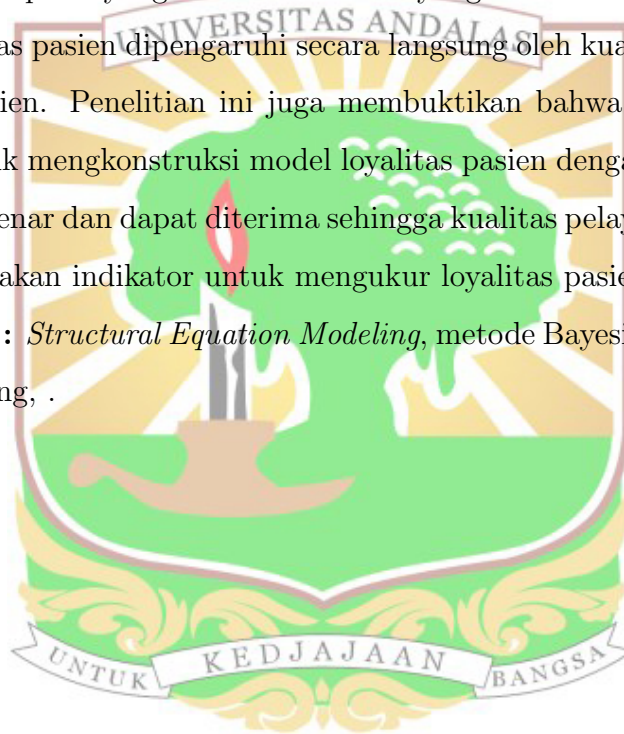 UNIVERSITAS ANDALAS
as pasien dipengaruhi secara langsung oleh kua
ien. Penelitian ini juga membuktikan bahwa
k mengkonstruksi model loyalitas pasien denga
enar dan dapat diterima sehingga kualitas pelay
akan indikator untuk mengukur loyalitas pasie
: Structural Equation Modeling, metode Bayesi
ng, .
UNTUK KEDJAJAAN BANGSA